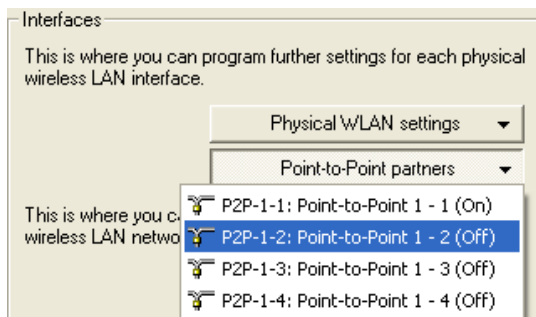 Interfaces
This is where you can program further settings for each physical
wireless LAN interface.
Physical WLAN settings
Point-to-Point partners
P2P-1-1: Point-to-Point 1 - 1 (On)
This is where you
P2P-1-2: Point-to-Point 1 - 2 (Off)
wireless LAN
P2P-1-3: Point-to-Point 1 - 3 (Off)
P2P-1-4: Point-to-Point 1 - 4 (Off)